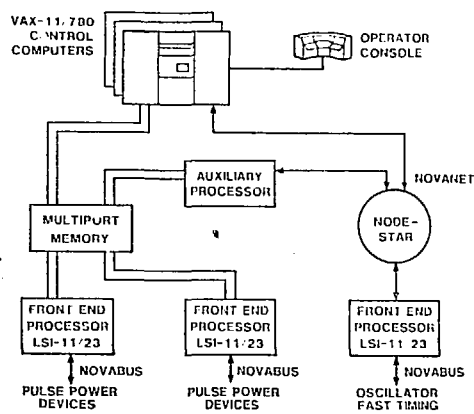 VAX-11/780
CONTROL
COMPUTERS
OPERATOR
CONSOLE
AUXILIARY
PROCESSOR
NOVANET
MULTIPORT
MEMORY
NODE-
STAR
FRONT END
PROCESSOR
LSI-11/23
FRONT END
PROCESSOR
LSI-11/23
FRONT END
PROCESSOR
LSI-11 23
NOVABUS
NOVABUS
NOVABUS
PULSE POWER
DEVICES
PULSE POWER
DEVICES
OSCILLATOR
FAST TIMING